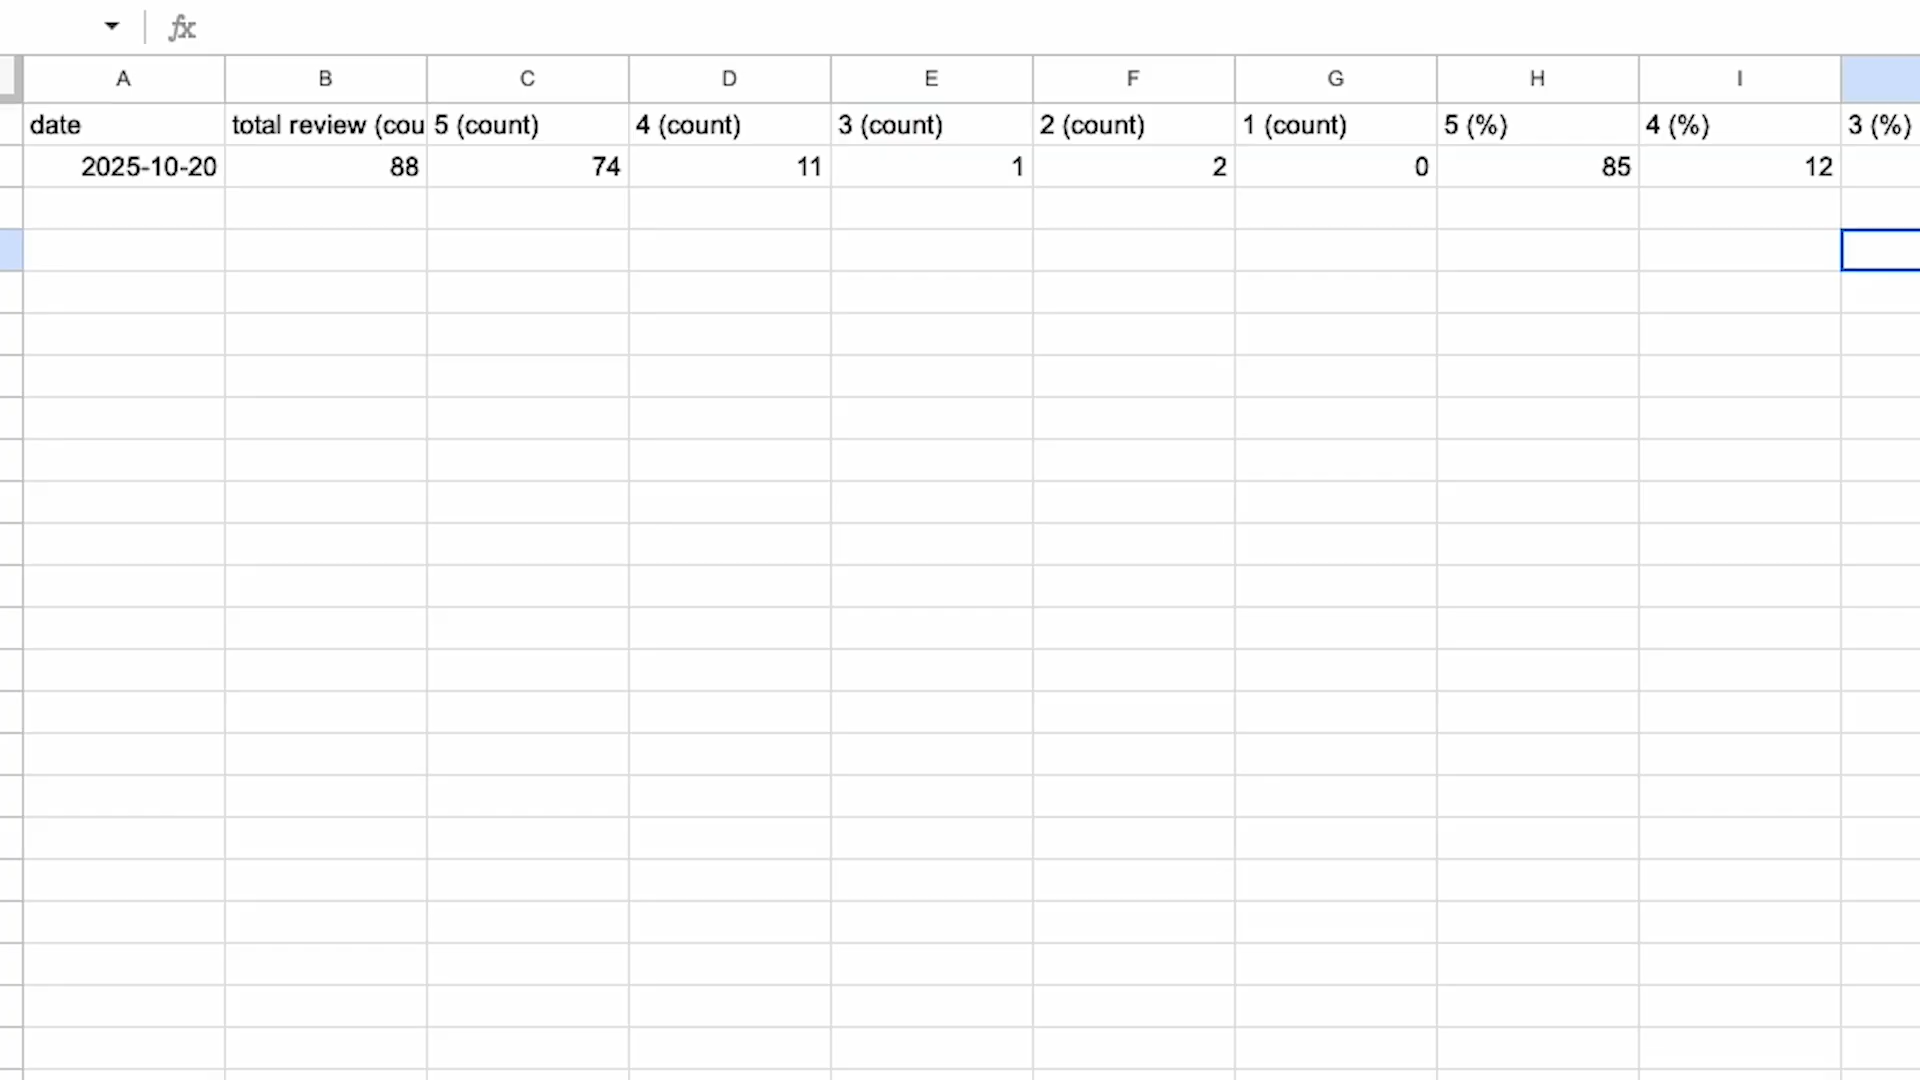 fx
A B C D E F G H I
date total review (cou 5 (count) 4 (count) 3 (count) 2 (count) 1 (count) 5 (%) 4 (%) 3 (%)
2025-10-20 88 74 11 1 2 0 85 12